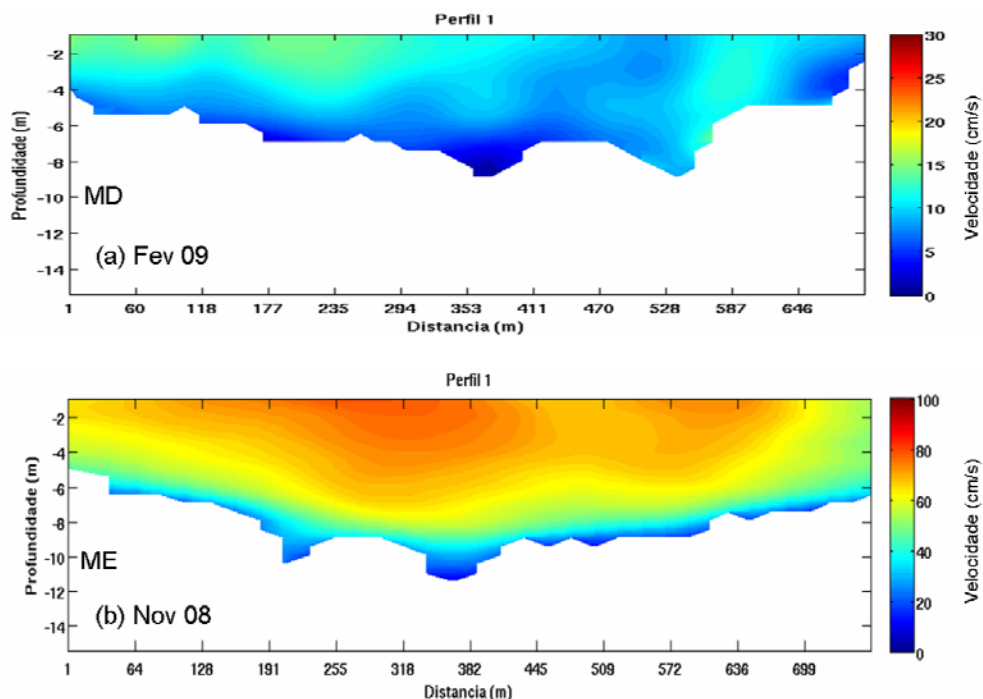 Perfil 1
-2
-4
-6
-8
-10
-12
-14
Profundidade (m)
MD
(a) Fev 09
1 60 118 177 235 294 353 411 470 528 587 646
Distancia (m)
30
25
20
15
10
5
0
Velocidade (cm/s)
Perfil 1
-2
-4
-6
-8
-10
-12
-14
Profundidade (m)
ME
(b) Nov 08
1 64 128 191 255 318 382 445 509 572 636 699
Distancia (m)
100
80
60
40
20
0
Velocidade (cm/s)